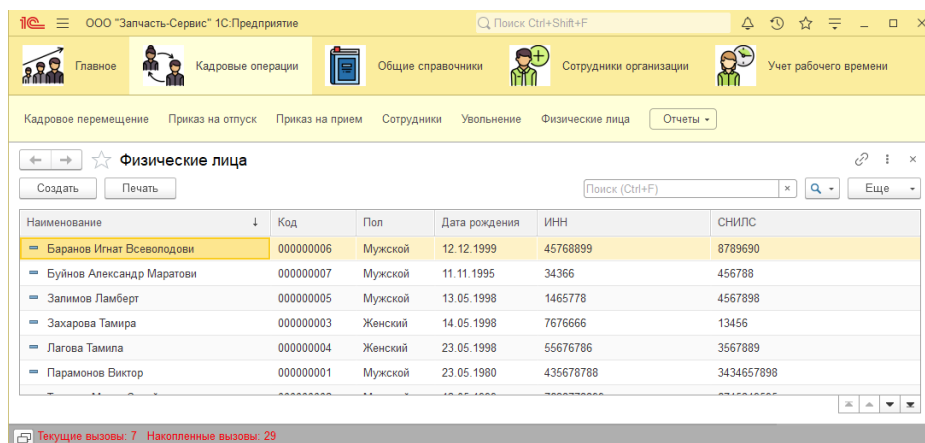 1С ООО "Запчасть-Сервис" 1С:Предприятие Поиск Ctrl+Shift+F
Главное Кадровые операции Общие справочники Сотрудники организации Учет рабочего времени
Кадровое перемещение Приказ на отпуск Приказ на прием Сотрудники Увольнение Физические лица Отчеты
Физические лица
Создать Печать Поиск (Ctrl+F) Еще
Наименование Код Пол Дата рождения ИНН СНИЛС
Баранов Игнат Всевоподови 000000006 Мужской 12.12.1999 45768899 8789690
Буйнов Александр Маратови 000000007 Мужской 11.11.1995 34366 456788
Залимов Ламберт 000000005 Мужской 13.05.1998 1465778 4567898
Захарова Тамира 000000003 Женский 14.05.1998 7676666 13456
Лагова Тамила 000000004 Женский 23.05.1998 55676786 3567889
Парамонов Виктор 000000001 Мужской 23.05.1980 435678788 3434657898
Текущие вызовы: 7 Накопленные вызовы: 29